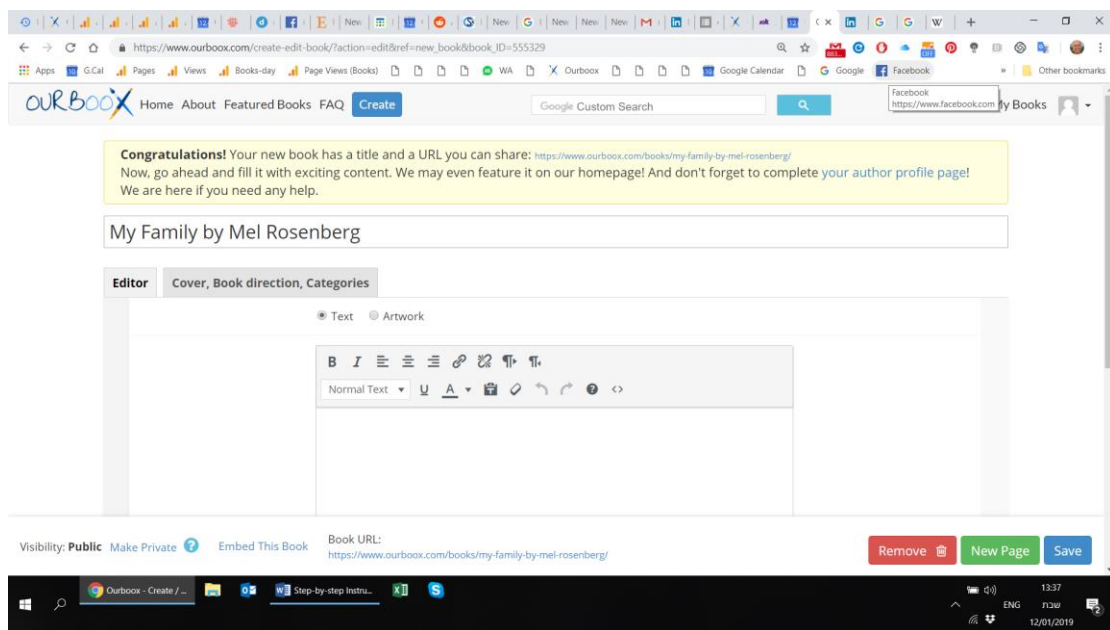 New
New
G
New
New
New
https://www.ourboox.com/create-edit-book/?action=edit&ref=new_book&book_ID=555329
Apps G.Cal Pages Views Books-day Page Views (Books) WA Ourboox Google Calendar Google Facebook » Other bookmarks
OURBOOX Home About Featured Books FAQ Create Google Custom Search My Books
Facebook
https://www.facebook.com
Congratulations! Your new book has a title and a URL you can share: https://www.ourboox.com/books/my-family-by-mel-rosenberg/
Now, go ahead and fill it with exciting content. We may even feature it on our homepage! And don't forget to complete your author profile page!
We are here if you need any help.
My Family by Mel Rosenberg
Editor Cover, Book direction, Categories
Text Artwork
B I
Normal Text U A
Visibility: Public Make Private ? Embed This Book
Book URL:
https://www.ourboox.com/books/my-family-by-mel-rosenberg/
Remove New Page Save
Ourboox - Create / ... Step-by-step Instru...
ENG
13:37
שבת
12/01/2019